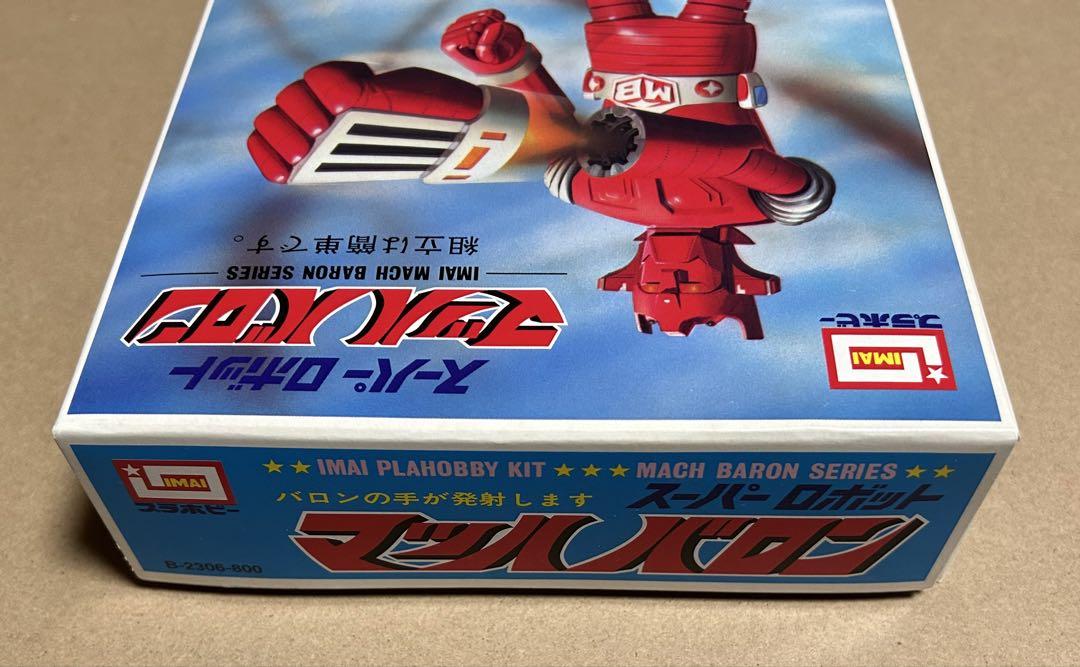 スーパーロボット
マッハバロン
IMAI MACH BARON SERIES
組立は簡単です。
MB
IMAI
プラホビー
IMAI
プラホビー
★★ IMAI PLAHOBBY KIT ★★★ MACH BARON SERIES ★★
バロンの手が発射します
スーパーロボット
マッハバロン
B-2306-800